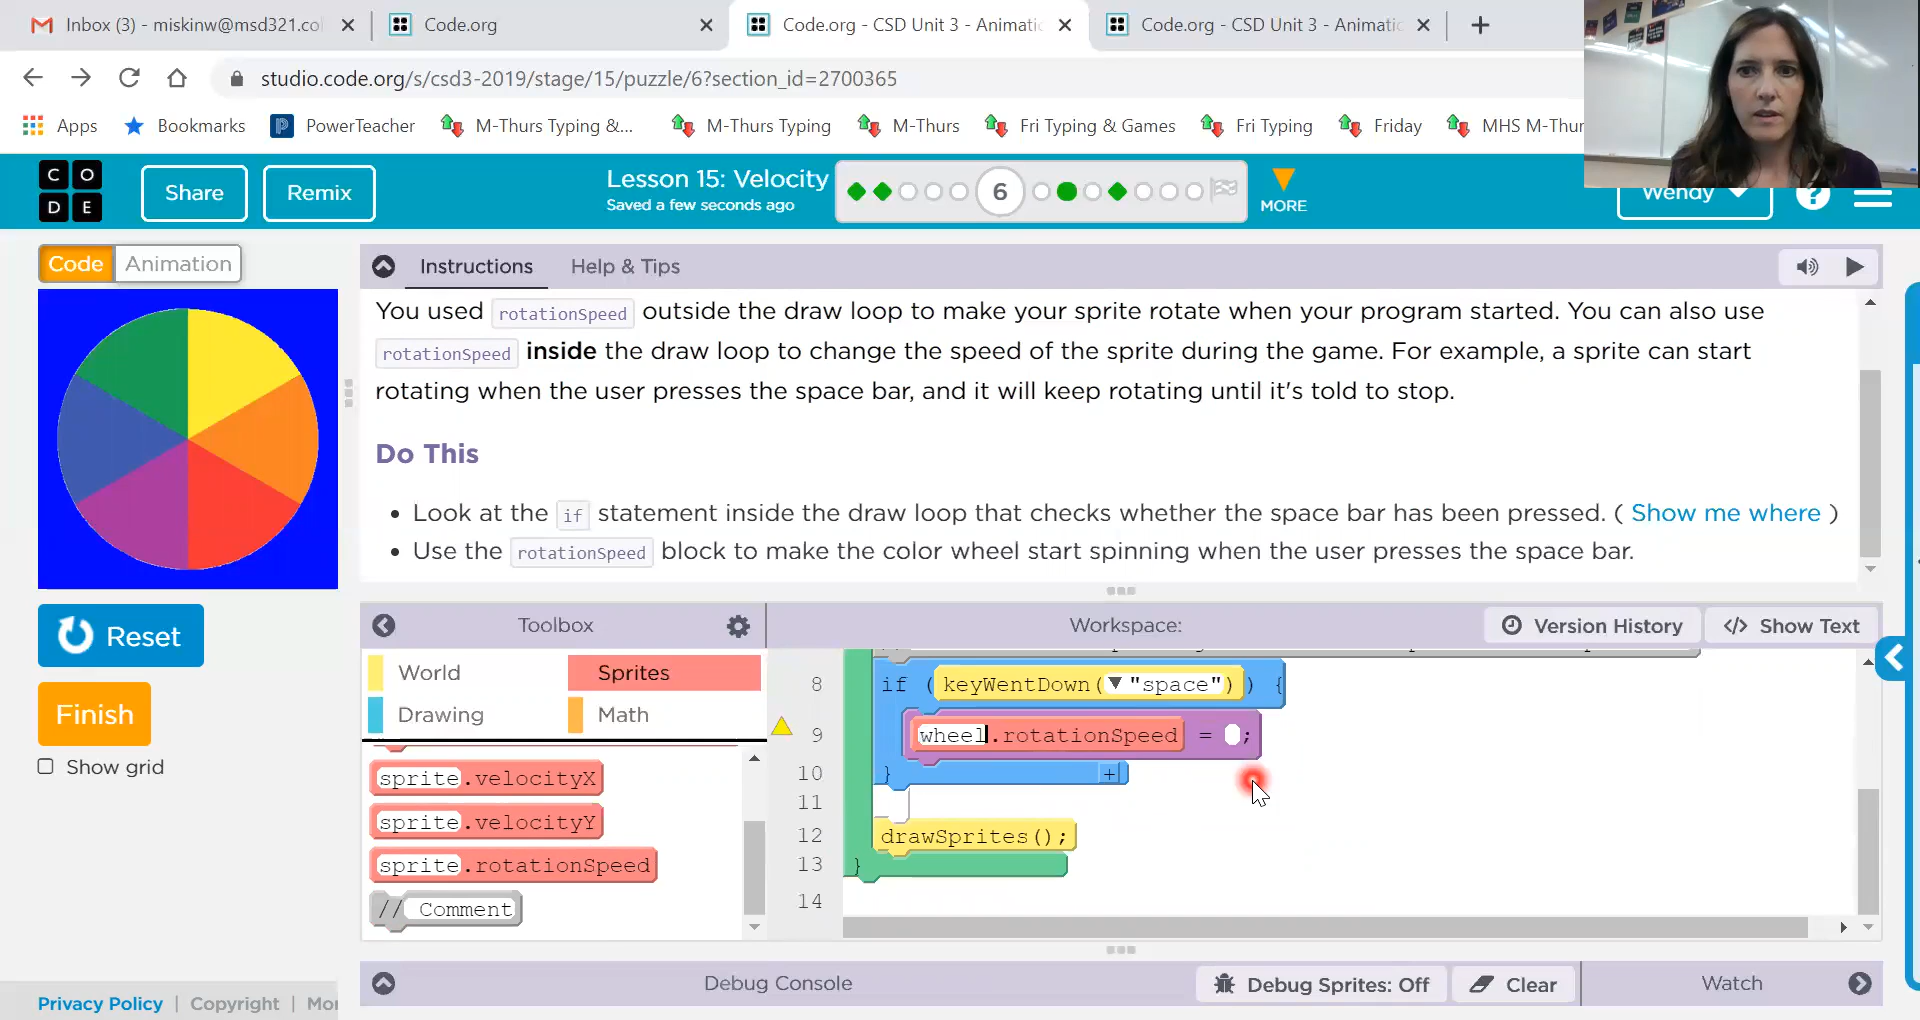 Inbox (3) - miskinw@msd321.co
Code.org
Code.org - CSD Unit 3 - Animatic
Code.org - CSD Unit 3 - Animatic
studio.code.org/s/csd3-2019/stage/15/puzzle/6?section_id=2700365
Apps
Bookmarks
PowerTeacher
M-Thurs Typing &...
M-Thurs Typing
M-Thurs
Fri Typing & Games
Fri Typing
Friday
MHS M-Thur
C O
D E
Share
Remix
Lesson 15: Velocity
Saved a few seconds ago
6
MORE
Wendy
?
Code
Animation
Instructions
Help & Tips
You used rotationSpeed outside the draw loop to make your sprite rotate when your program started. You can also use
rotationSpeed inside the draw loop to change the speed of the sprite during the game. For example, a sprite can start
rotating when the user presses the space bar, and it will keep rotating until it's told to stop.
Do This
• Look at the if statement inside the draw loop that checks whether the space bar has been pressed. ( Show me where )
• Use the rotationSpeed block to make the color wheel start spinning when the user presses the space bar.
Reset
Finish
Show grid
Toolbox
Workspace:
Version History
</> Show Text
World
Sprites
Drawing
Math
sprite.velocityX
sprite.velocityY
sprite.rotationSpeed
// Comment
8 if (keyWentDown("space")) {
9 wheel.rotationSpeed = ;
10 } +
11
12 drawSprites();
13 }
14
Debug Console
Debug Sprites: Off
Clear
Watch
Privacy Policy | Copyright | Mor